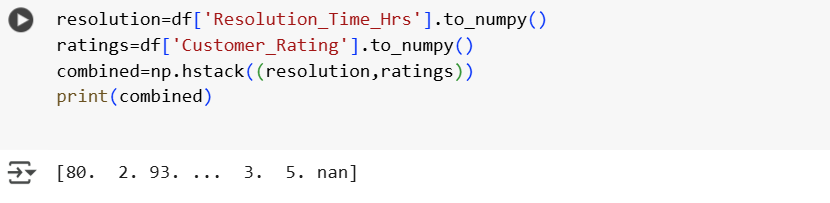 resolution=df['Resolution_Time_Hrs'].to_numpy()
ratings=df['Customer_Rating'].to_numpy()
combined=np.hstack((resolution,ratings))
print(combined)
[80.  2. 93. ...  3.  5. nan]